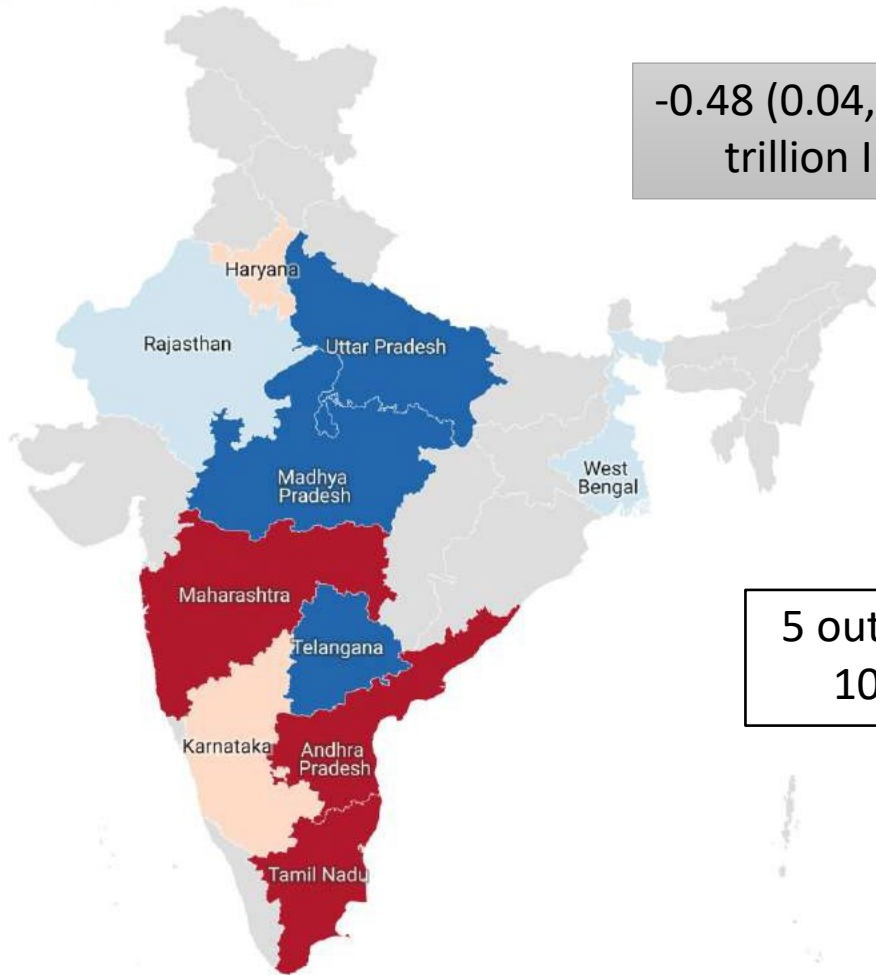 -0.48 (0.04,
trillion I
Haryana
Rajasthan
Uttar Pradesh
Madhya
Pradesh
West
Bengal
Maharashtra
Telangana
5 out
10
Karnataka
Andhra
Pradesh
Tamil Nadu